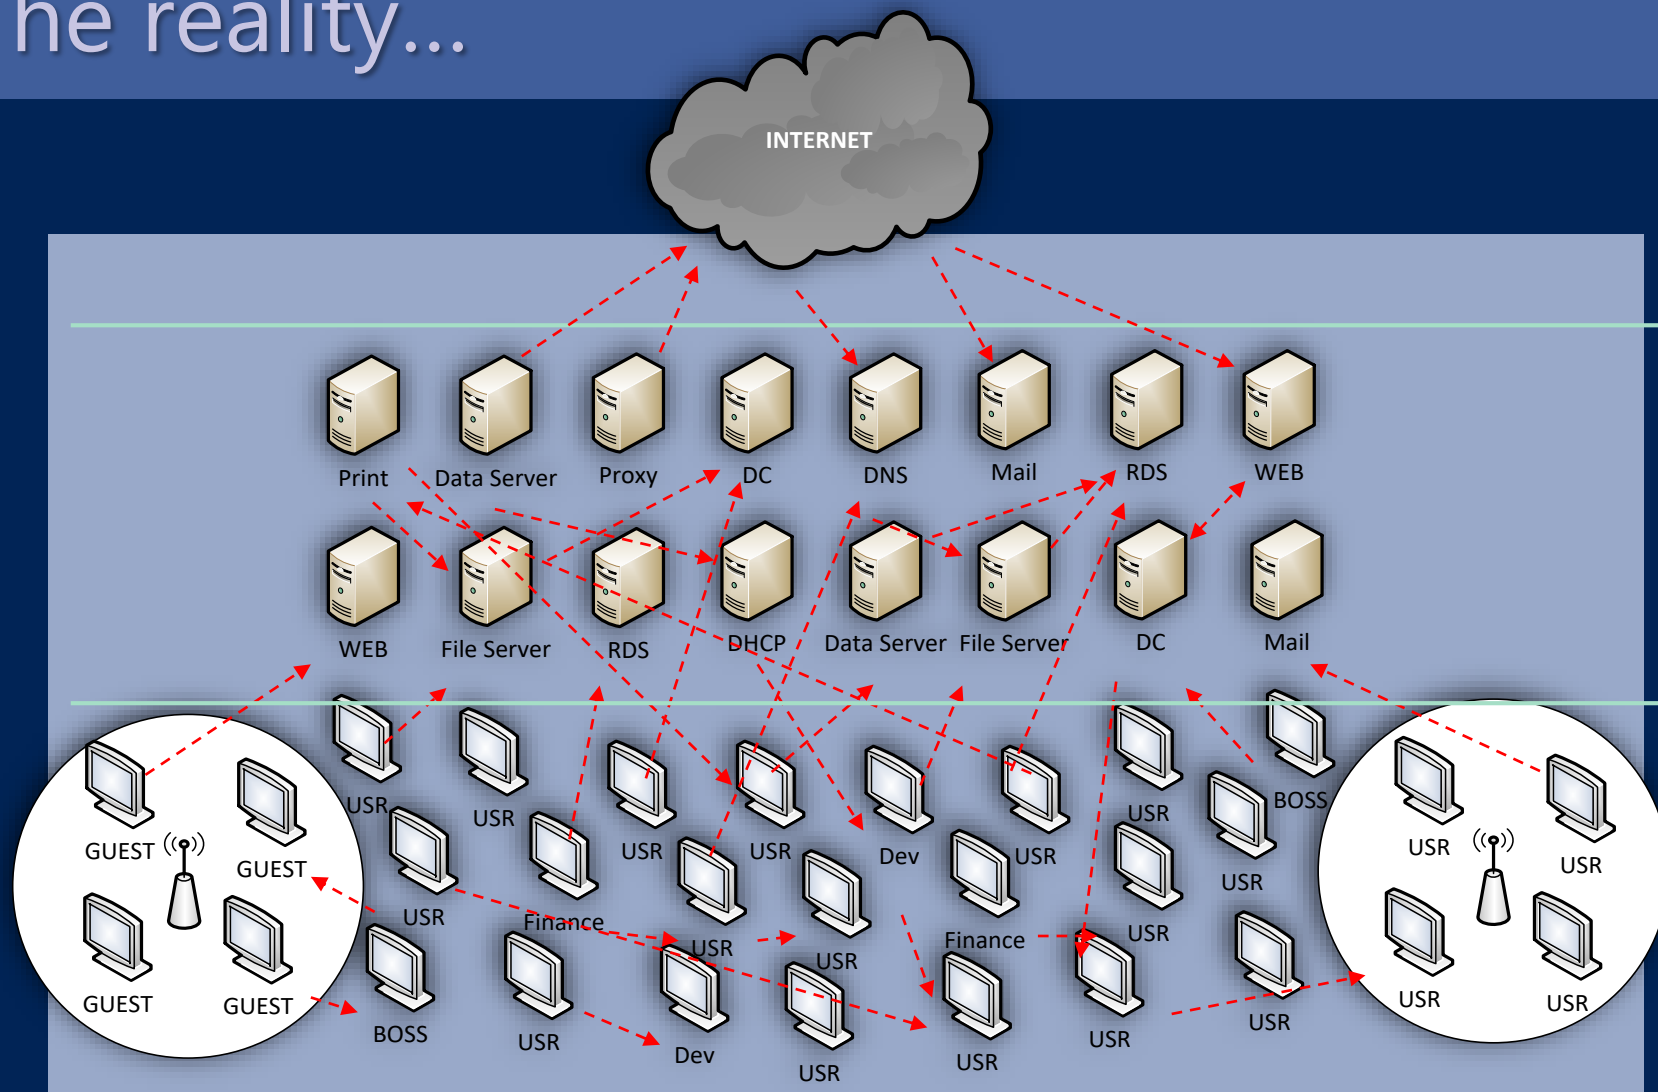 he reality...
INTERNET
Print Data Server Proxy DC DNS Mail RDS WEB
WEB File Server RDS DHCP Data Server File Server DC Mail
USR USR USR USR Dev USR USR BOSS
GUEST GUEST USR Finance USR USR Finance USR USR USR USR
GUEST GUEST BOSS USR Dev USR USR USR USR USR USR